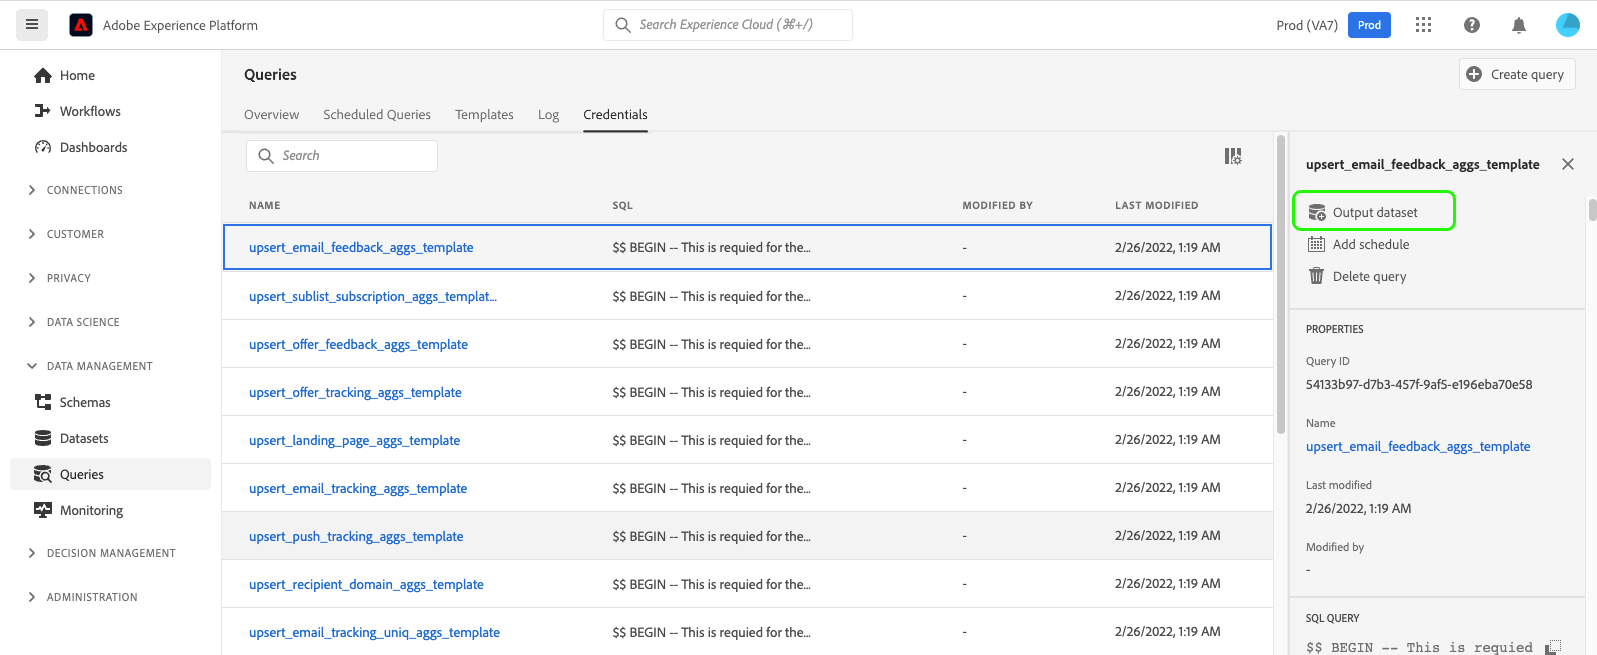 Adobe Experience Platform
Search Experience Cloud (⌘+/)
Prod (VA7)
Prod
Home
Workflows
Dashboards
CONNECTIONS
CUSTOMER
PRIVACY
DATA SCIENCE
DATA MANAGEMENT
Schemas
Datasets
Queries
Monitoring
DECISION MANAGEMENT
ADMINISTRATION
Queries
Create query
Overview Scheduled Queries Templates Log Credentials
Search
NAME SQL MODIFIED BY LAST MODIFIED
upsert_email_feedback_aggs_template $$ BEGIN -- This is requied for the... - 2/26/2022, 1:19 AM
upsert_sublist_subscription_aggs_templat... $$ BEGIN -- This is requied for the... - 2/26/2022, 1:19 AM
upsert_offer_feedback_aggs_template $$ BEGIN -- This is requied for the... - 2/26/2022, 1:19 AM
upsert_offer_tracking_aggs_template $$ BEGIN -- This is requied for the... - 2/26/2022, 1:19 AM
upsert_landing_page_aggs_template $$ BEGIN -- This is requied for the... - 2/26/2022, 1:19 AM
upsert_email_tracking_aggs_template $$ BEGIN -- This is requied for the... - 2/26/2022, 1:19 AM
upsert_push_tracking_aggs_template $$ BEGIN -- This is requied for the... - 2/26/2022, 1:19 AM
upsert_recipient_domain_aggs_template $$ BEGIN -- This is requied for the... - 2/26/2022, 1:19 AM
upsert_email_tracking_uniq_aggs_template $$ BEGIN -- This is requied for the... - 2/26/2022, 1:19 AM
upsert_email_feedback_aggs_template
Output dataset
Add schedule
Delete query
PROPERTIES
Query ID
54133b97-d7b3-457f-9af5-e196eba70e58
Name
upsert_email_feedback_aggs_template
Last modified
2/26/2022, 1:19 AM
Modified by
-
SQL QUERY
$$ BEGIN -- This is requied